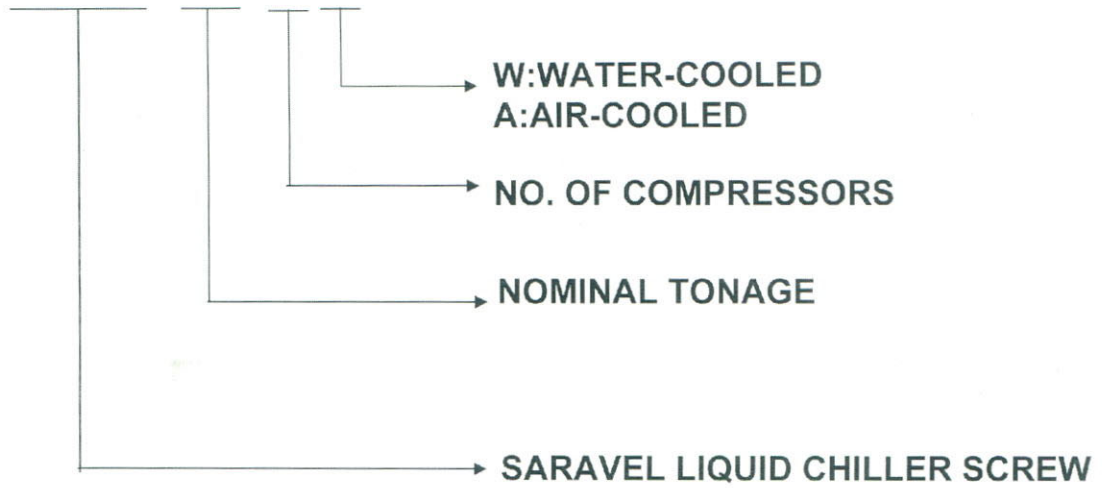 W:WATER-COOLED
A:AIR-COOLED
NO. OF COMPRESSORS
NOMINAL TONAGE
SARAVEL LIQUID CHILLER SCREW